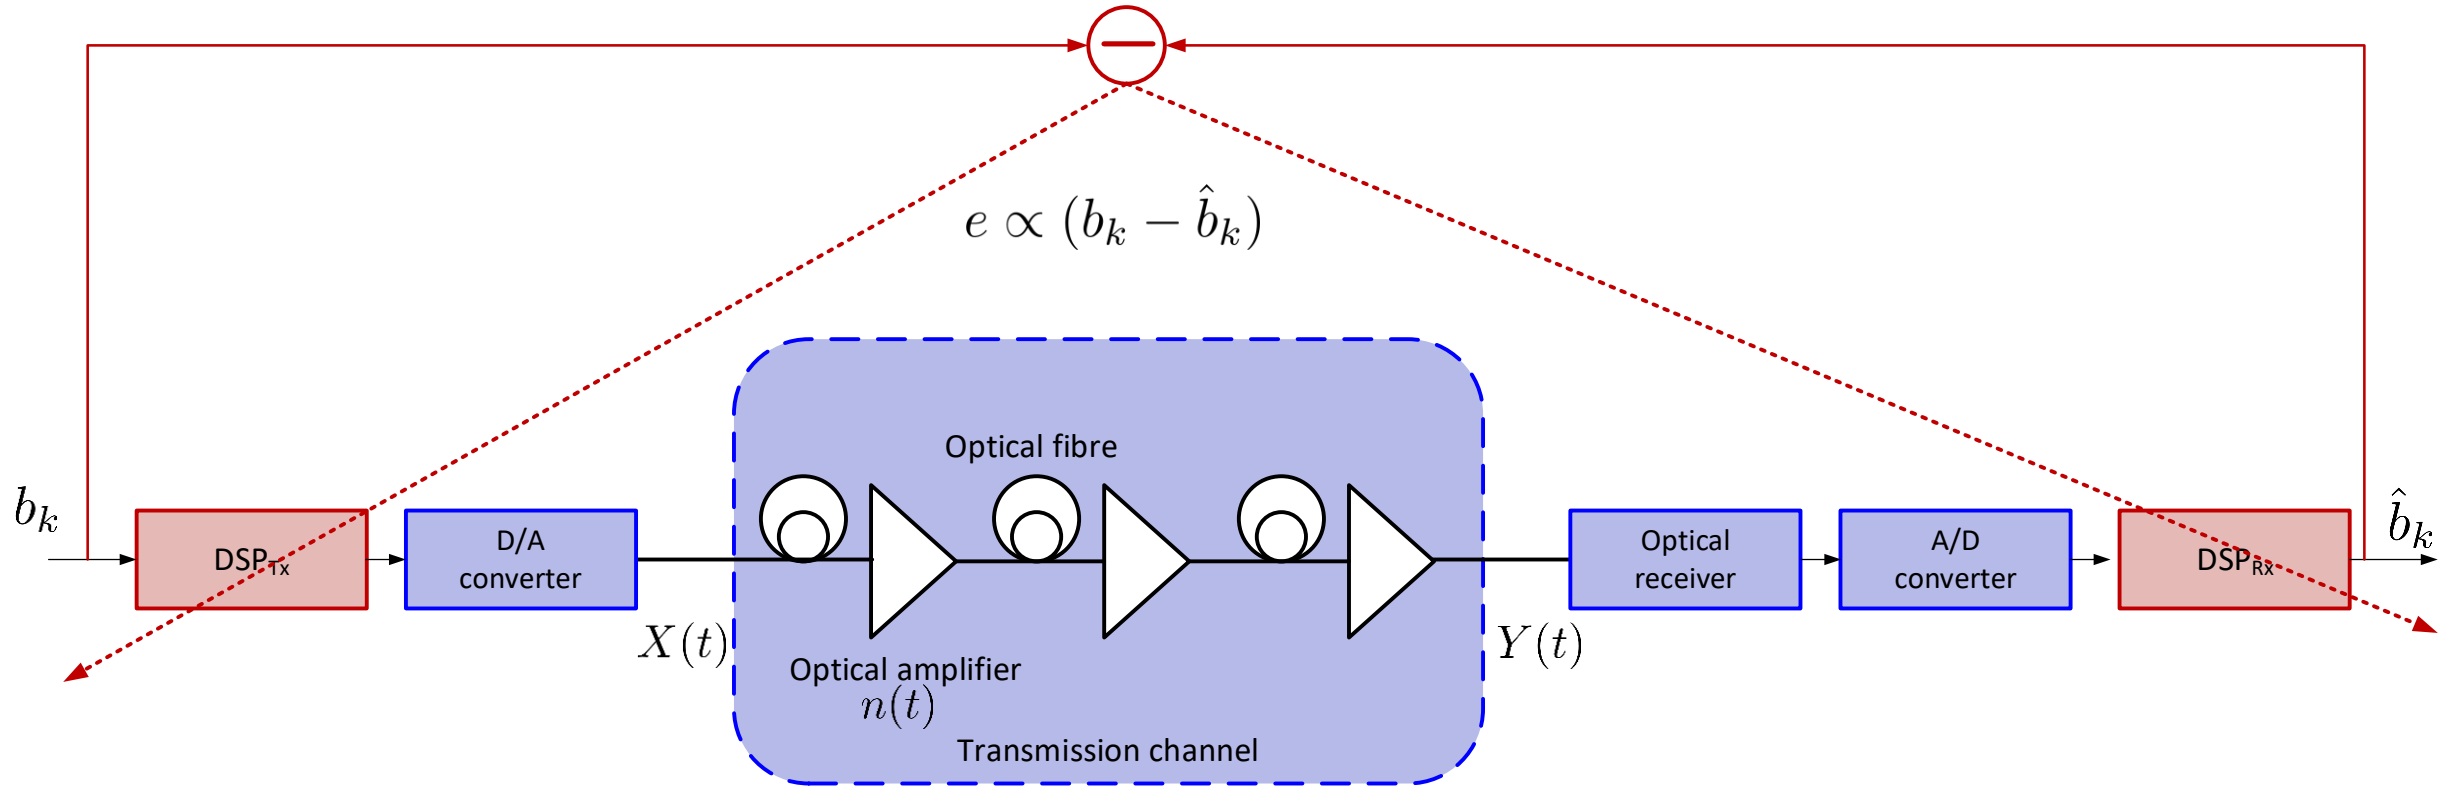 e ∝ (b_k − b̂_k)
Optical fibre
b_k
DSP_Tx
D/A
converter
Optical
receiver
A/D
converter
DSP_Rx
b̂_k
X(t)
Y(t)
Optical amplifier
n(t)
Transmission channel